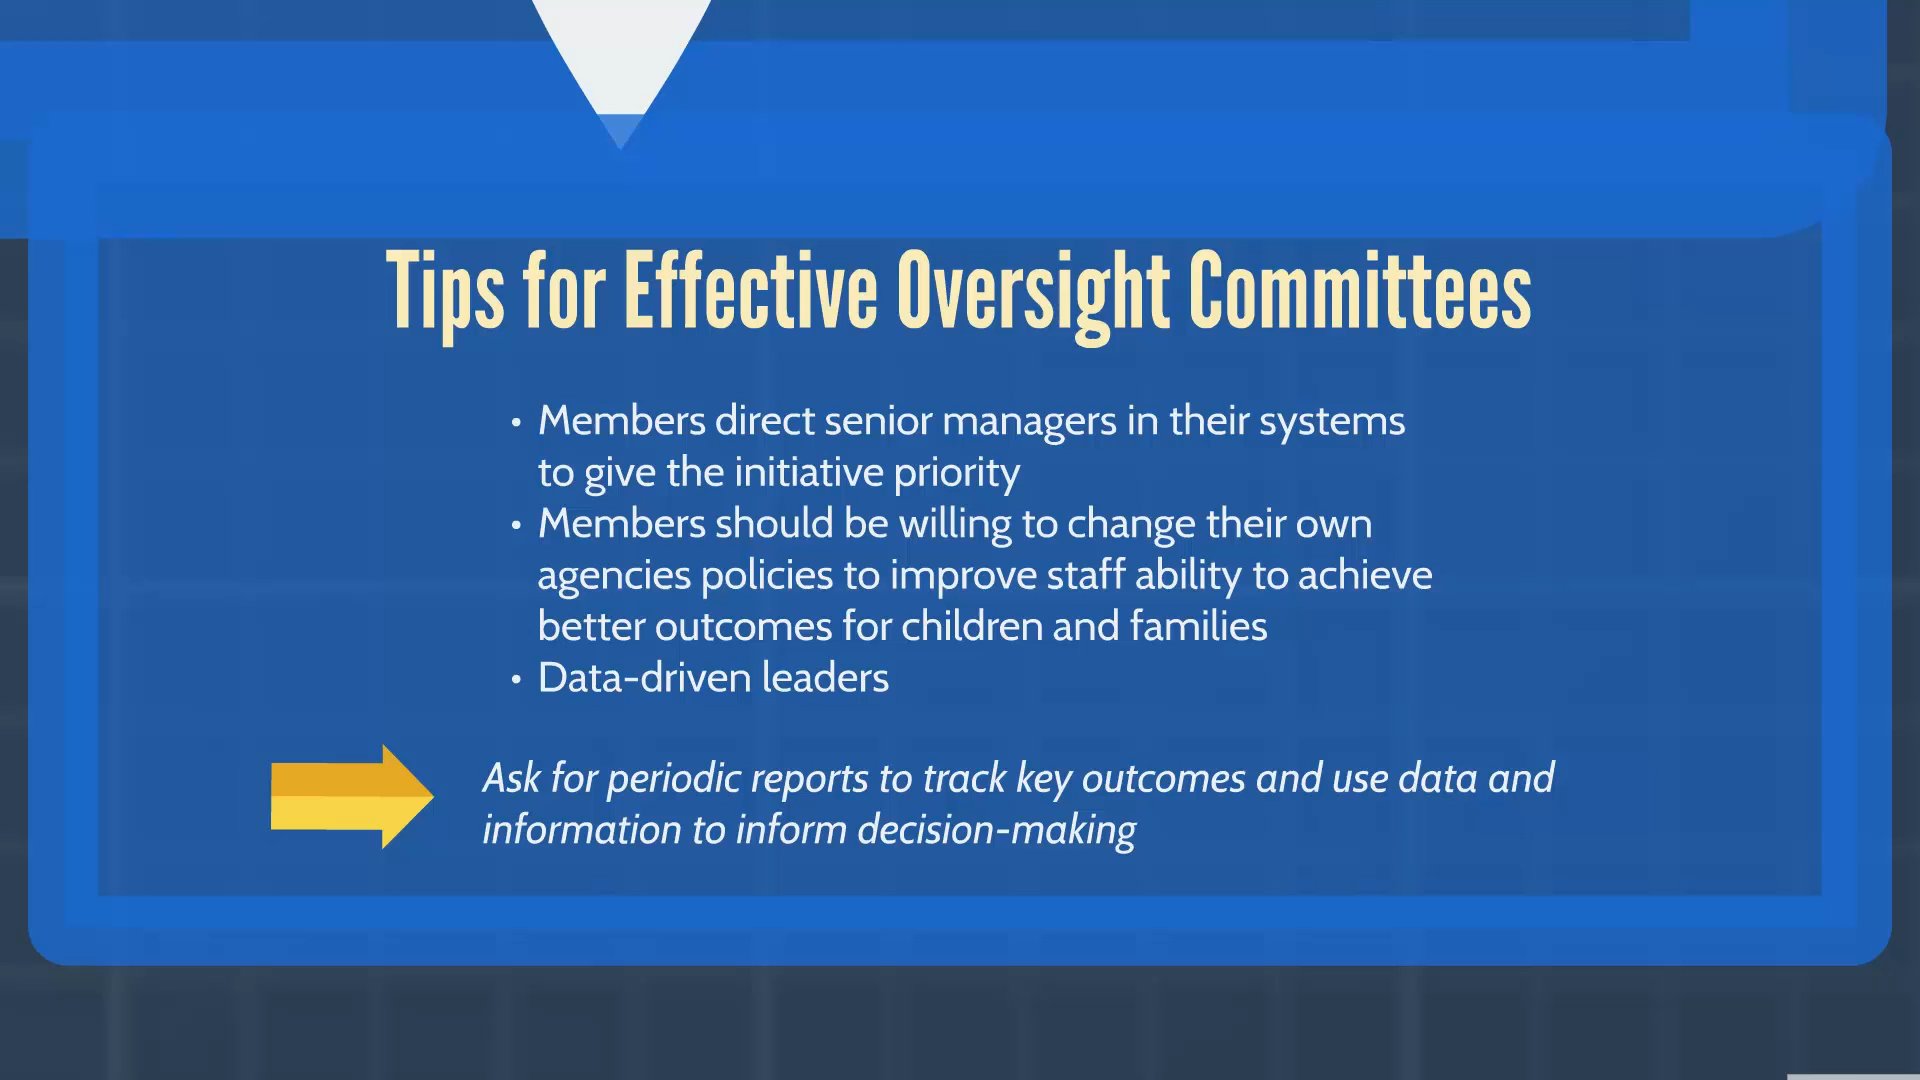 Tips for Effective Oversight Committees
• Members direct senior managers in their systems
to give the initiative priority
• Members should be willing to change their own
agencies policies to improve staff ability to achieve
better outcomes for children and families
• Data-driven leaders
Ask for periodic reports to track key outcomes and use data and
information to inform decision-making